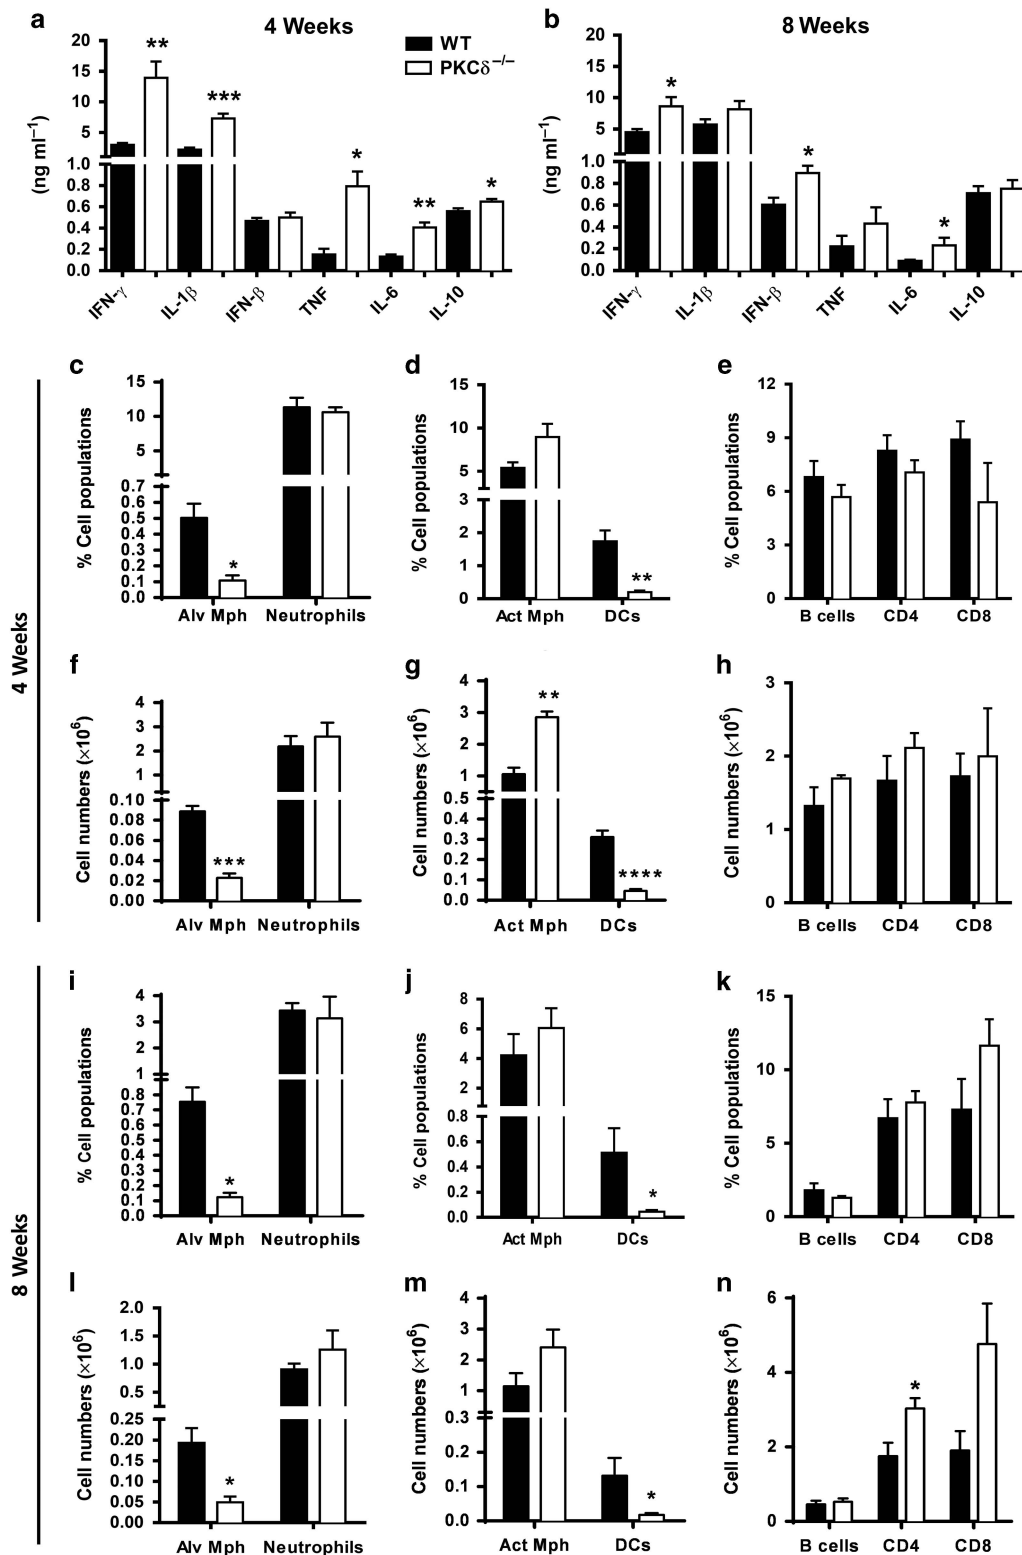 a
4 Weeks
WT
PKCδ−/−
(ng ml−1)
20
15
10
5
1.0
0.8
0.6
0.4
0.2
0.0
**
***
*
**
*
IFN-γ
IL-1β
IFN-β
TNF
IL-6
IL-10
b
8 Weeks
(ng ml−1)
20
15
10
5
1.0
0.8
0.6
0.4
0.2
0.0
*
*
*
IFN-γ
IL-1β
IFN-β
TNF
IL-6
IL-10
4 Weeks
c
% Cell populations
15
10
5
0.7
0.6
0.5
0.4
0.3
0.2
0.1
0.0
*
Alv Mph
Neutrophils
d
% Cell populations
15
10
5
3
2
1
0
**
Act Mph
DCs
e
% Cell populations
12
9
6
3
0
B cells
CD4
CD8
f
Cell numbers (×106)
4
3
2
1
0.10
0.08
0.06
0.04
0.02
0.00
***
Alv Mph
Neutrophils
g
Cell numbers (×106)
4
3
2
1
0.5
0.4
0.3
0.2
0.1
0.0
**
****
Act Mph
DCs
h
Cell numbers (×106)
3
2
1
0
B cells
CD4
CD8
8 Weeks
i
% Cell populations
4
3
2
1
0.8
0.7
0.6
0.5
0.4
0.3
0.2
0.1
0.0
*
Alv Mph
Neutrophils
j
% Cell populations
8
6
4
2
0.8
0.6
0.4
0.2
0.0
*
Act Mph
DCs
k
% Cell populations
15
10
5
0
B cells
CD4
CD8
l
Cell numbers (×106)
2.0
1.5
1.0
0.5
0.25
0.20
0.15
0.10
0.05
0.00
*
Alv Mph
Neutrophils
m
Cell numbers (×106)
4
3
2
1
0.3
0.2
0.1
0.0
*
Act Mph
DCs
n
Cell numbers (×106)
6
4
2
0
*
B cells
CD4
CD8